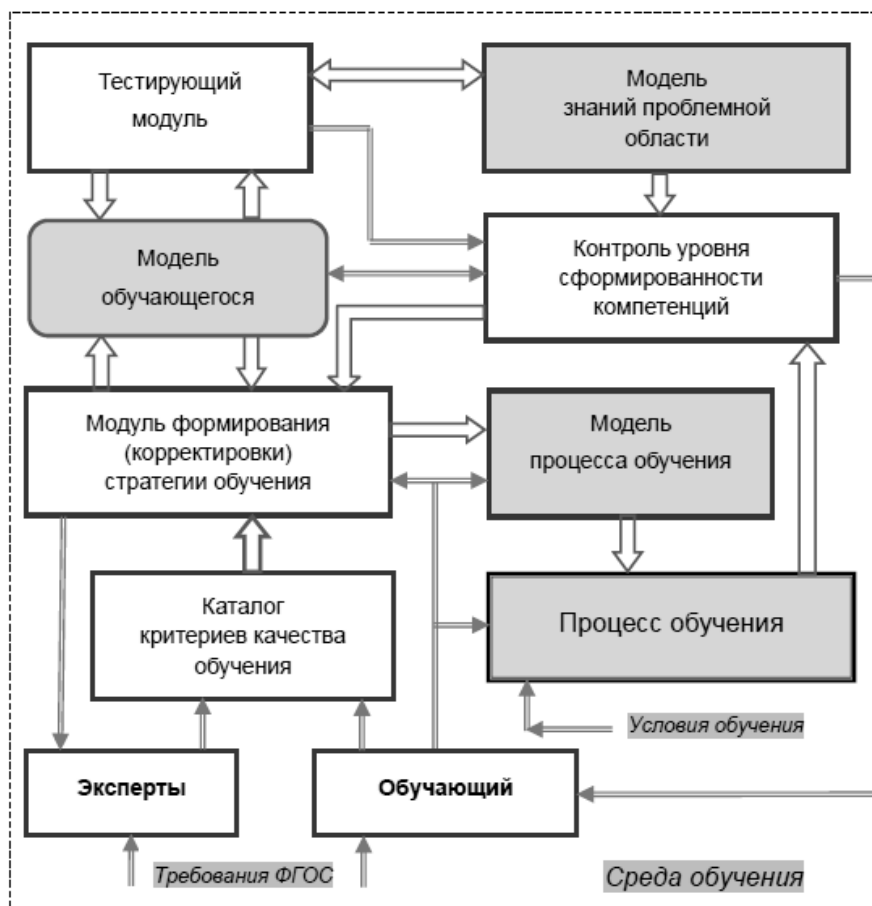 Тестирующий
модуль
Модель
знаний проблемной
области
Модель
обучающегося
Контроль уровня
сформированности
компетенций
Модуль формирования
(корректировки)
стратегии обучения
Модель
процесса обучения
Каталог
критериев качества
обучения
Процесс обучения
Условия обучения
Эксперты
Обучающий
Требования ФГОС
Среда обучения